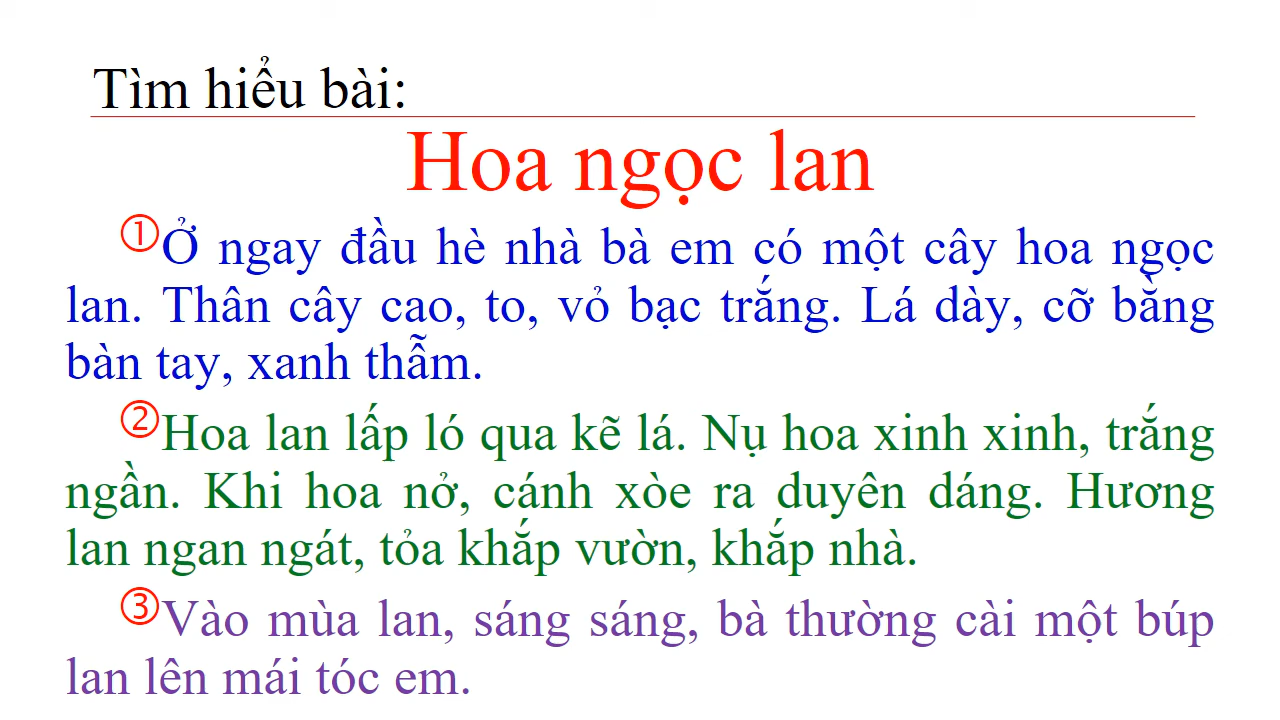 Tìm hiểu bài:
Hoa ngọc lan
①Ở ngay đầu hè nhà bà em có một cây hoa ngọc
lan. Thân cây cao, to, vỏ bạc trắng. Lá dày, cỡ bằng
bàn tay, xanh thẫm.
②Hoa lan lấp ló qua kẽ lá. Nụ hoa xinh xinh, trắng
ngần. Khi hoa nở, cánh xòe ra duyên dáng. Hương
lan ngan ngát, tỏa khắp vườn, khắp nhà.
③Vào mùa lan, sáng sáng, bà thường cài một búp
lan lên mái tóc em.